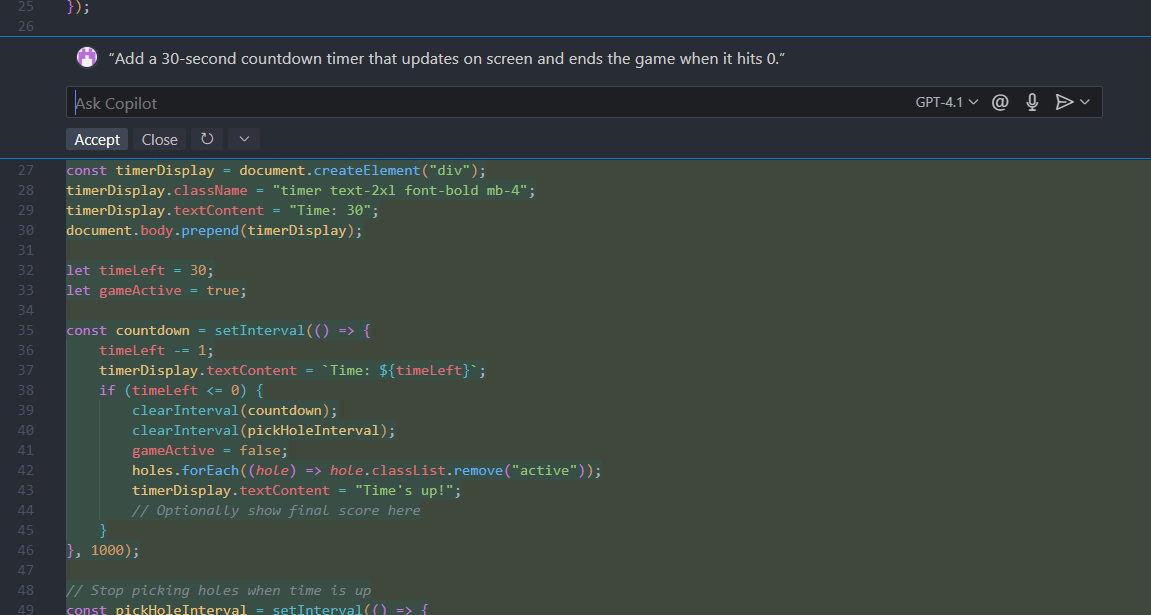 25 });
26
“Add a 30-second countdown timer that updates on screen and ends the game when it hits 0.“
Ask Copilot GPT-4.1
Accept Close
27 const timerDisplay = document.createElement("div");
28 timerDisplay.className = "timer text-2xl font-bold mb-4";
29 timerDisplay.textContent = "Time: 30";
30 document.body.prepend(timerDisplay);
31
32 let timeLeft = 30;
33 let gameActive = true;
34
35 const countdown = setInterval(() => {
36     timeLeft -= 1;
37     timerDisplay.textContent = `Time: ${timeLeft}`;
38     if (timeLeft <= 0) {
39         clearInterval(countdown);
40         clearInterval(pickHoleInterval);
41         gameActive = false;
42         holes.forEach((hole) => hole.classList.remove("active"));
43         timerDisplay.textContent = "Time's up!";
44         // Optionally show final score here
45     }
46 }, 1000);
47
48 // Stop picking holes when time is up
49 const pickHoleInterval = setInterval(() => {